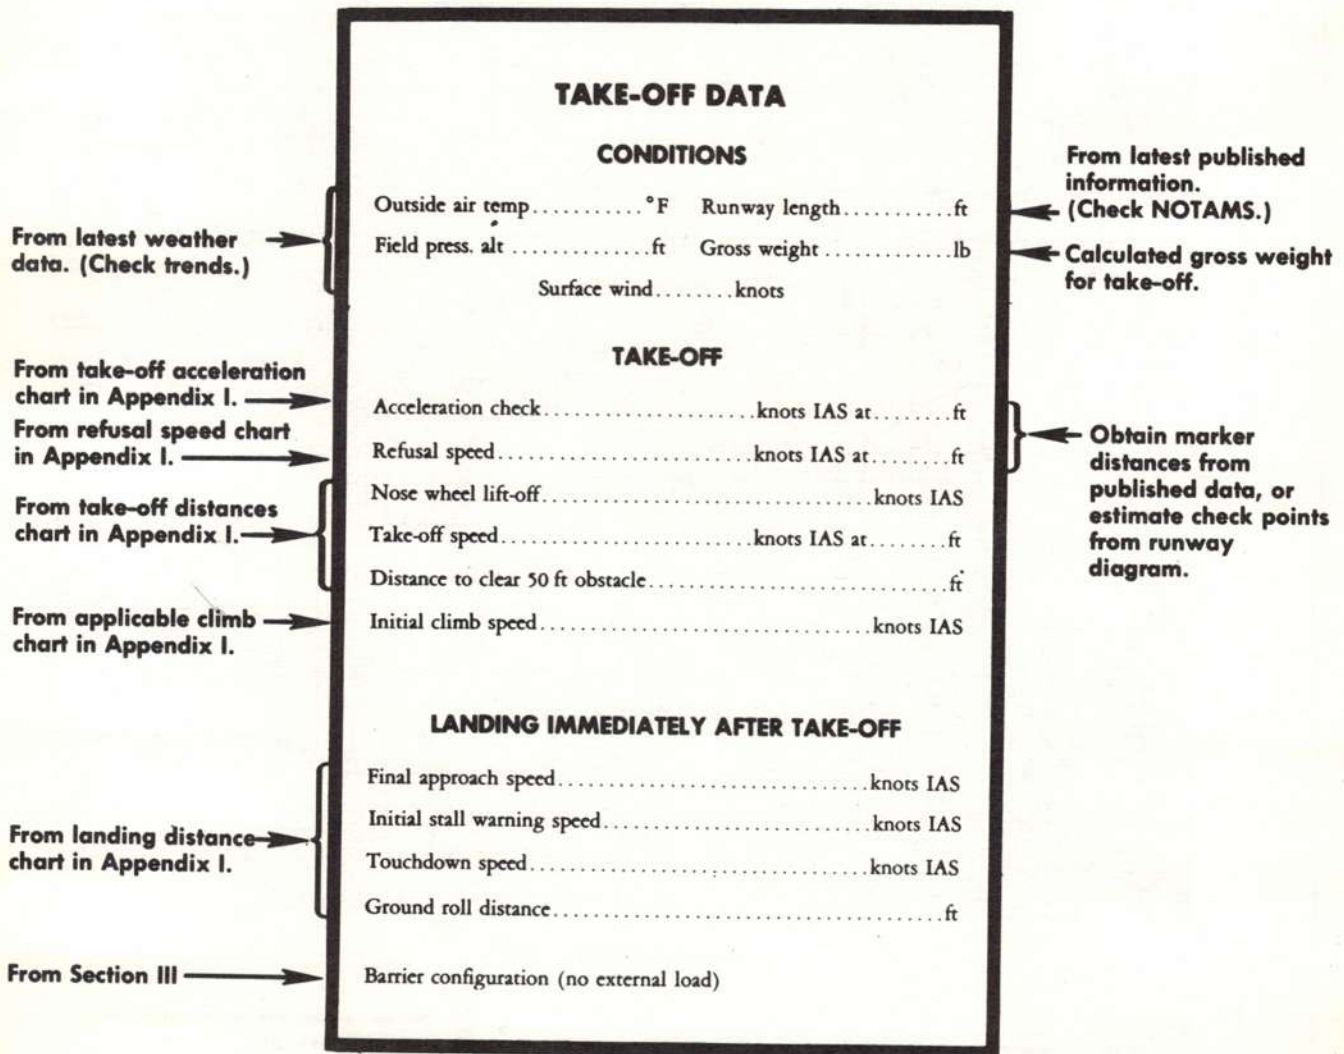 TAKE-OFF DATA
CONDITIONS
Outside air temp...........°F Runway length...........ft
Field press. alt .............ft Gross weight .............lb
Surface wind........knots
From latest weather
data. (Check trends.)
From latest published
information.
(Check NOTAMS.)
Calculated gross weight
for take-off.
TAKE-OFF
From take-off acceleration
chart in Appendix I.
Acceleration check.....................knots IAS at........ft
From refusal speed chart
in Appendix I.
Refusal speed.........................knots IAS at........ft
Obtain marker
distances from
published data, or
estimate check points
from runway
diagram.
From take-off distances
chart in Appendix I.
Nose wheel lift-off.................................knots IAS
Take-off speed.........................knots IAS at........ft
Distance to clear 50 ft obstacle..............................ft
From applicable climb
chart in Appendix I.
Initial climb speed.................................knots IAS
LANDING IMMEDIATELY AFTER TAKE-OFF
From landing distance
chart in Appendix I.
Final approach speed...............................knots IAS
Initial stall warning speed...........................knots IAS
Touchdown speed..................................knots IAS
Ground roll distance.......................................ft
From Section III
Barrier configuration (no external load)